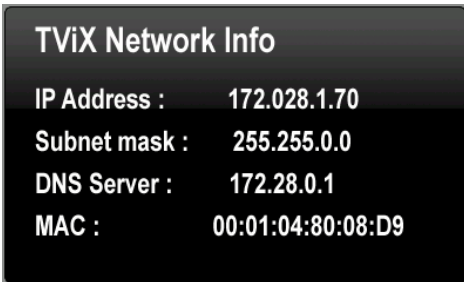 TViX Network Info
IP Address : 172.028.1.70
Subnet mask : 255.255.0.0
DNS Server : 172.28.0.1
MAC : 00:01:04:80:08:D9